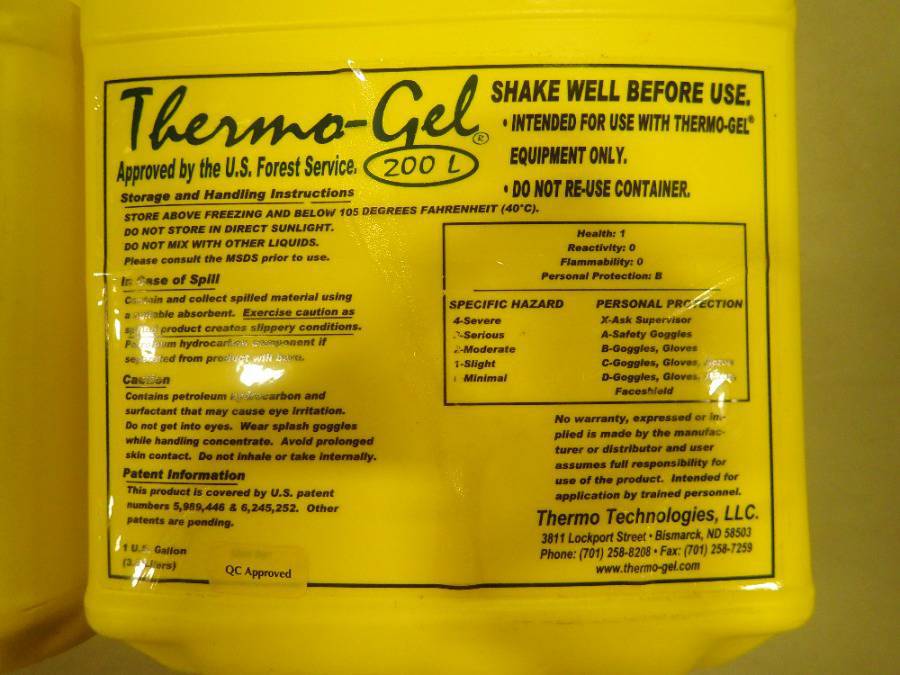 Thermo-Gel®
200 L
Approved by the U.S. Forest Service.
SHAKE WELL BEFORE USE.
• INTENDED FOR USE WITH THERMO-GEL®
EQUIPMENT ONLY.
• DO NOT RE-USE CONTAINER.
Storage and Handling Instructions
STORE ABOVE FREEZING AND BELOW 105 DEGREES FAHRENHEIT (40°C).
DO NOT STORE IN DIRECT SUNLIGHT.
DO NOT MIX WITH OTHER LIQUIDS.
Please consult the MSDS prior to use.
In Case of Spill
Contain and collect spilled material using
a absorbent. Exercise caution as
product creates slippery conditions.
hydrocarbon component if
separated from product will burn.
Caution
Contains petroleum hydrocarbon and
surfactant that may cause eye irritation.
Do not get into eyes. Wear splash goggles
while handling concentrate. Avoid prolonged
skin contact. Do not inhale or take internally.
Patent Information
This product is covered by U.S. patent
numbers 5,989,446 & 6,245,252. Other
patents are pending.
1 U.S. Gallon
QC Approved
Health: 1
Reactivity: 0
Flammability: 0
Personal Protection: B
SPECIFIC HAZARD
4-Severe
Serious
2-Moderate
1-Slight
Minimal
PERSONAL PROTECTION
X-Ask Supervisor
A-Safety Goggles
B-Goggles, Gloves
C-Goggles, Gloves,
D-Goggles, Gloves,
Faceshield
No warranty, expressed or im-
plied is made by the manufac-
turer or distributor and user
assumes full responsibility for
use of the product. Intended for
application by trained personnel.
Thermo Technologies, LLC.
3811 Lockport Street • Bismarck, ND 58503
Phone: (701) 258-8208 • Fax: (701) 258-7259
www.thermo-gel.com